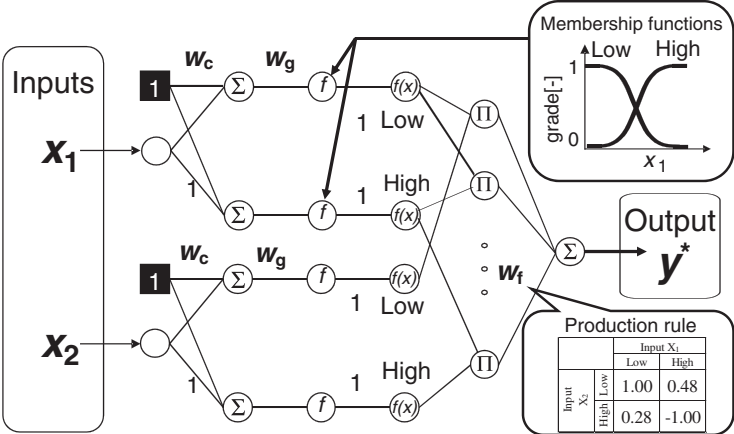 Inputs
x1
x2
1
wc
Σ
wg
f
f(x)
1
Low
1
Σ
f
1
f(x)
High
1
wc
Σ
wg
f
f(x)
1
Low
1
Σ
f
1
f(x)
High
Π
Π
Π
wf
Σ
Membership functions
Low High
1
grade[-]
0
x1
Output
y*
Production rule
Input X1
Low High
Input X2
Low 1.00 0.48
High 0.28 -1.00